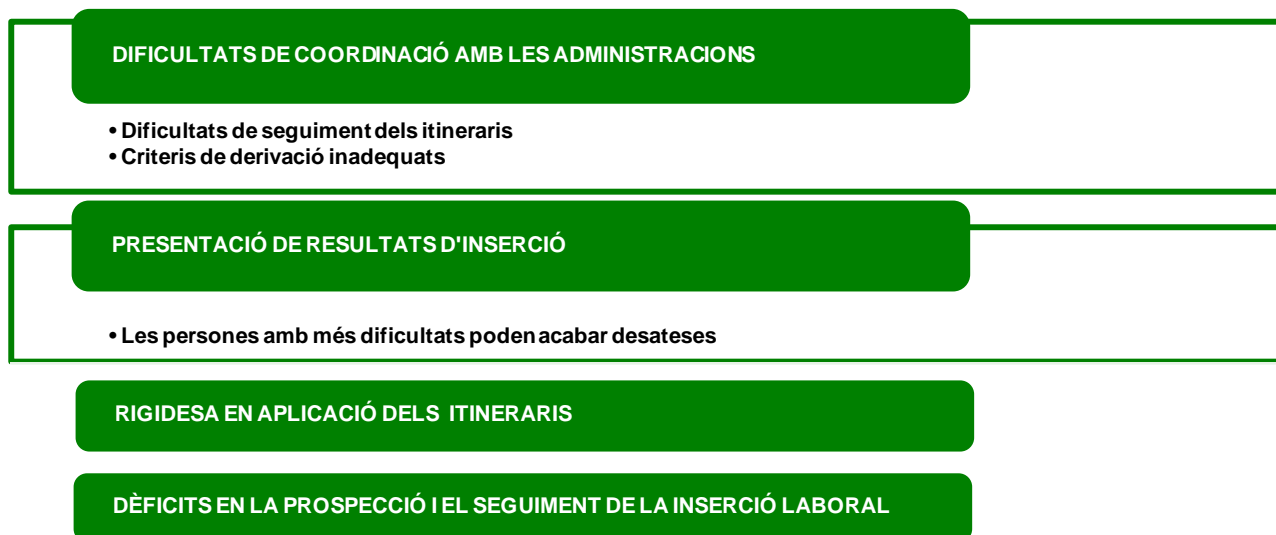 DIFICULTATS DE COORDINACIÓ AMB LES ADMINISTRACIONS
• Dificultats de seguiment dels itineraris
• Criteris de derivació inadequats
PRESENTACIÓ DE RESULTATS D'INSERCIÓ
• Les persones amb més dificultats poden acabar desateses
RIGIDESA EN APLICACIÓ DELS ITINERARIS
DÈFICITS EN LA PROSPECCIÓ I EL SEGUIMENT DE LA INSERCIÓ LABORAL